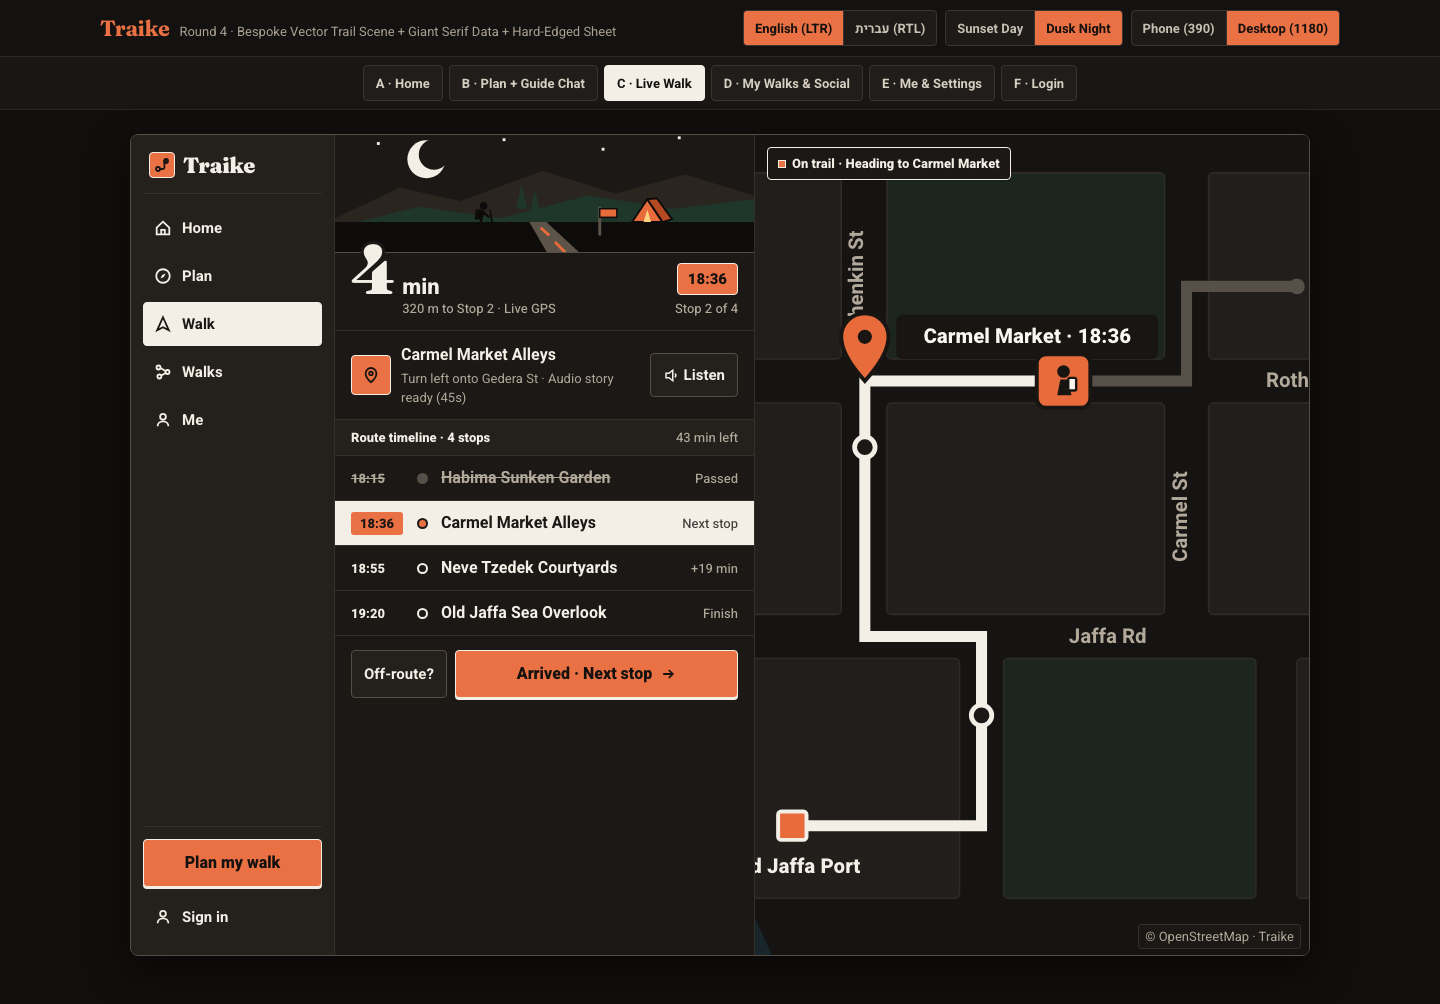 Traike Round 4 · Bespoke Vector Trail Scene + Giant Serif Data + Hard-Edged Sheet
English (LTR) עברית (RTL) Sunset Day Dusk Night Phone (390) Desktop (1180)
A · Home B · Plan + Guide Chat C · Live Walk D · My Walks & Social E · Me & Settings F · Login
Traike
Home
Plan
Walk
Walks
Me
Plan my walk
Sign in
4 min 18:36
320 m to Stop 2 · Live GPS Stop 2 of 4
Carmel Market Alleys
Turn left onto Gedera St · Audio story
ready (45s)
Listen
Route timeline · 4 stops 43 min left
18:15 Habima Sunken Garden Passed
18:36 Carmel Market Alleys Next stop
18:55 Neve Tzedek Courtyards +19 min
19:20 Old Jaffa Sea Overlook Finish
Off-route? Arrived · Next stop →
On trail · Heading to Carmel Market
henkin St
Carmel Market · 18:36
Roth
Carmel St
Jaffa Rd
d Jaffa Port
© OpenStreetMap · Traike